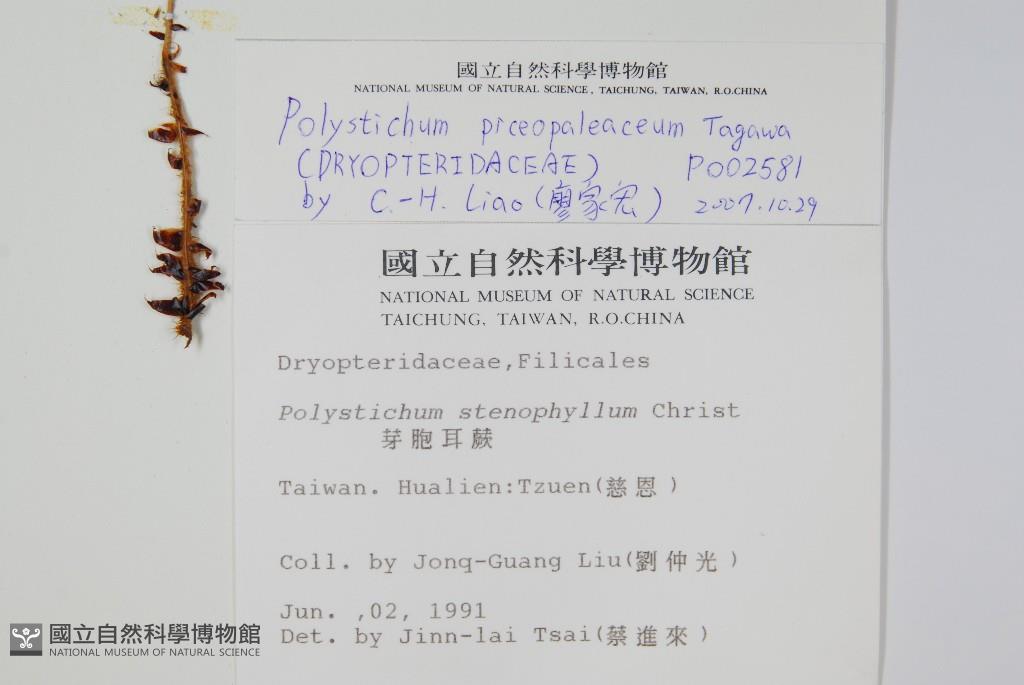 國立自然科學博物館
NATIONAL MUSEUM OF NATURAL SCIENCE, TAICHUNG, TAIWAN, R.O.CHINA
Polystichum piceopaleaceum Tagawa
(DRYOPTERIDACEAE) P002581
by C.-H. Liao (廖家宏) 2007.10.29
國立自然科學博物館
NATIONAL MUSEUM OF NATURAL SCIENCE
TAICHUNG, TAIWAN, R.O.CHINA
Dryopteridaceae,Filicales
Polystichum stenophyllum Christ
芽胞耳蕨
Taiwan. Hualien:Tzuen(慈恩)
Coll. by Jonq-Guang Liu(劉仲光)
Jun. ,02, 1991
Det. by Jinn-lai Tsai(蔡進來)
國立自然科學博物館
NATIONAL MUSEUM OF NATURAL SCIENCE